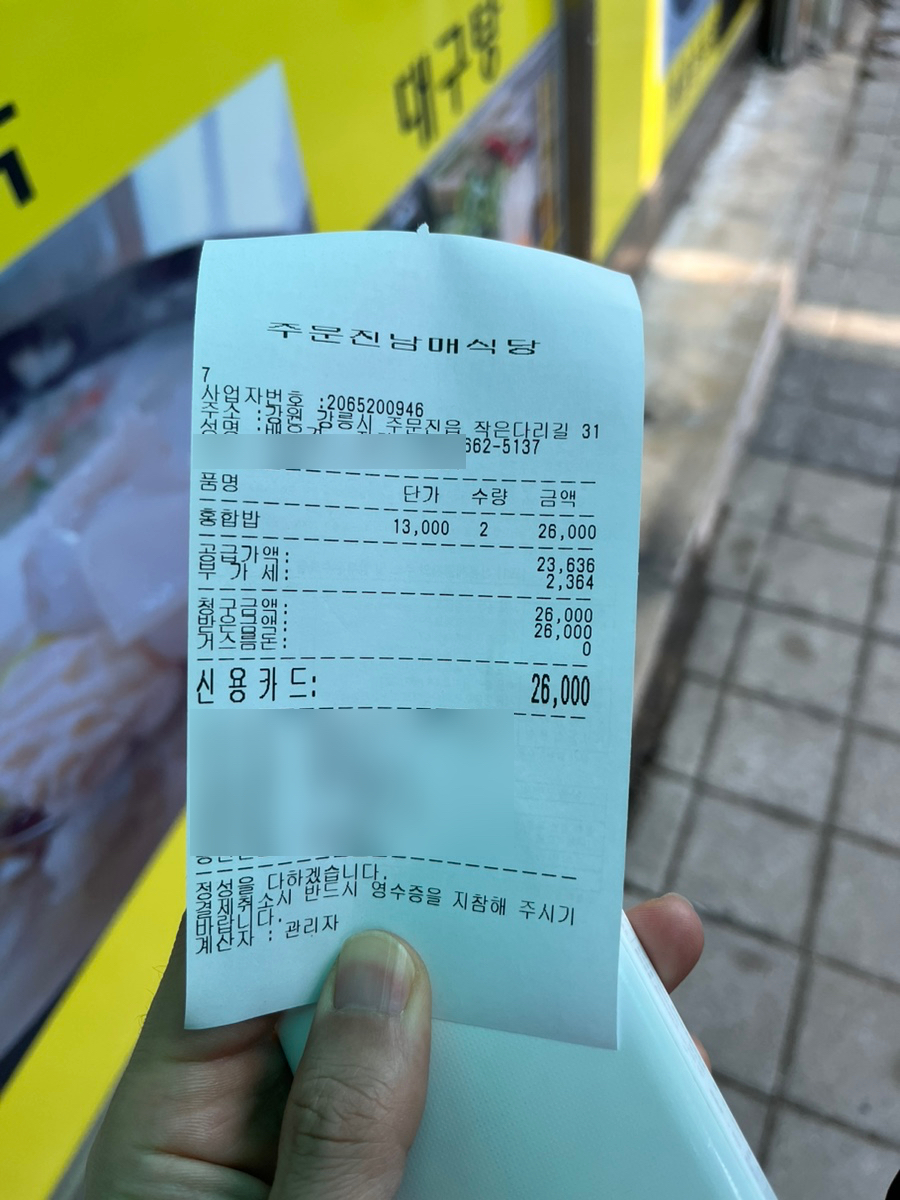 대구탕
주문진남매식당
7
사업자번호 :2065200946
주소 :강원 강릉시 주문진읍 작은다리길 31
성명 :
662-5137
품명 단가 수량 금액
홍합밥 13,000 2 26,000
공급가액: 23,636
부 가 세: 2,364
청구금액: 26,000
받은금액: 26,000
거스름돈: 0
신용카드: 26,000
정성을 다하겠습니다.
결제취소시 반드시 영수증을 지참해 주시기
바랍니다.
계산자 : 관리자